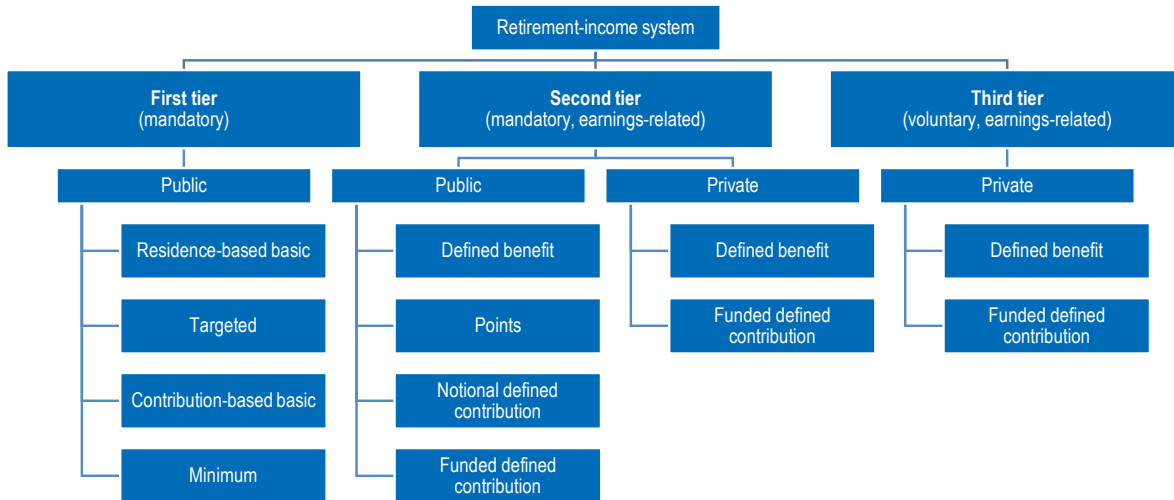 Retirement-income system
First tier
(mandatory)
Second tier
(mandatory, earnings-related)
Third tier
(voluntary, earnings-related)
Public
Public
Private
Private
Residence-based basic
Defined benefit
Defined benefit
Defined benefit
Targeted
Points
Funded defined
contribution
Funded defined
contribution
Contribution-based basic
Notional defined
contribution
Minimum
Funded defined
contribution